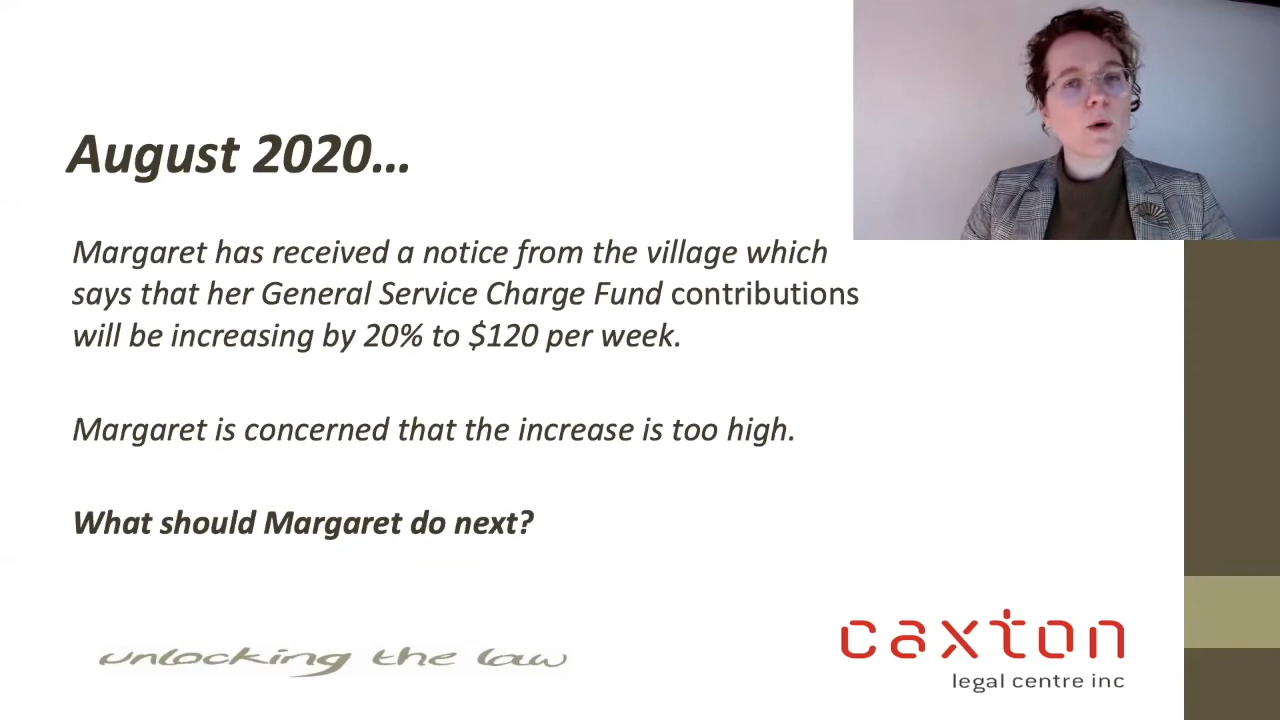 August 2020...
Margaret has received a notice from the village which
says that her General Service Charge Fund contributions
will be increasing by 20% to $120 per week.
Margaret is concerned that the increase is too high.
What should Margaret do next?
unlocking the law
caxton
legal centre inc